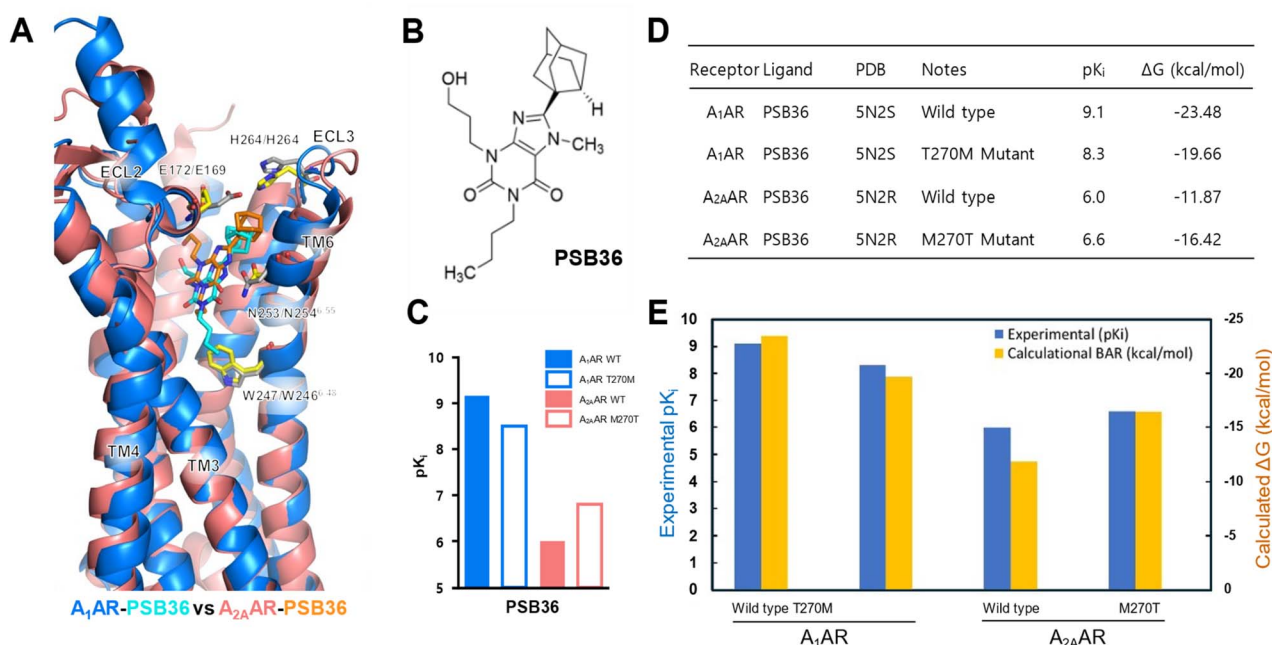 A
H264/H264
ECL3
E172/E169
ECL2
TM6
N253/N254^6.55
W247/W246^6.48
TM4
TM3
A₁AR-PSB36 vs A₂AAR-PSB36
B
OH
H
N
N
CH₃
N
O
N
O
H₃C
PSB36
C
10
9
8
7
6
5
pKᵢ
A₁AR WT
A₁AR T270M
A₂AAR WT
A₂AAR M270T
PSB36
D
Receptor Ligand PDB Notes pKᵢ ΔG (kcal/mol)
A₁AR PSB36 5N2S Wild type 9.1 -23.48
A₁AR PSB36 5N2S T270M Mutant 8.3 -19.66
A₂AAR PSB36 5N2R Wild type 6.0 -11.87
A₂AAR PSB36 5N2R M270T Mutant 6.6 -16.42
E
Experimental pKᵢ
10
9
8
7
6
5
4
3
2
1
0
Experimental (pKi)
Calculational BAR (kcal/mol)
-25
-20
-15
-10
-5
0
Calculated ΔG (kcal/mol)
Wild type T270M Wild type M270T
A₁AR A₂AAR